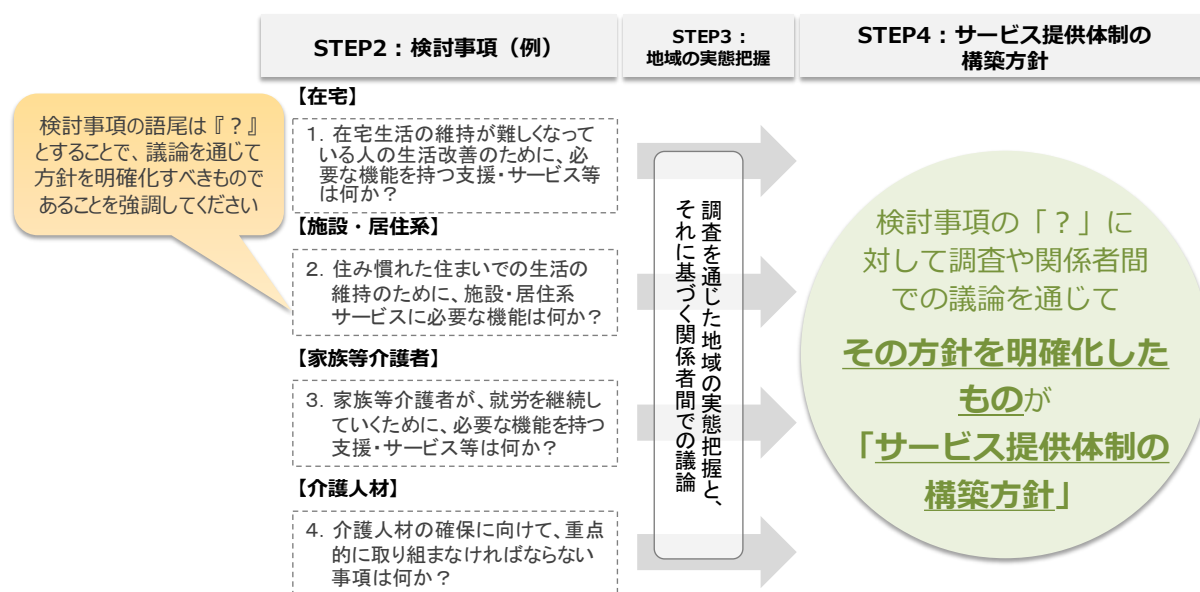 STEP2：検討事項（例）
STEP3：
地域の実態把握
STEP4：サービス提供体制の
構築方針
検討事項の語尾は『？』
とすることで、議論を通じて
方針を明確化すべきもので
あることを強調してください
【在宅】
1．在宅生活の維持が難しくなって
いる人の生活改善のために、必
要な機能を持つ支援・サービス等
は何か？
【施設・居住系】
2．住み慣れた住まいでの生活の
維持のために、施設・居住系
サービスに必要な機能は何か？
【家族等介護者】
3．家族等介護者が、就労を継続し
ていくために、必要な機能を持つ
支援・サービス等は何か？
【介護人材】
4．介護人材の確保に向けて、重点
的に取り組まなければならない
事項は何か？
調査を通じた地域の実態把握と、
それに基づく関係者間での議論
検討事項の「？」に
対して調査や関係者間
での議論を通じて
その方針を明確化した
ものが
「サービス提供体制の
構築方針」